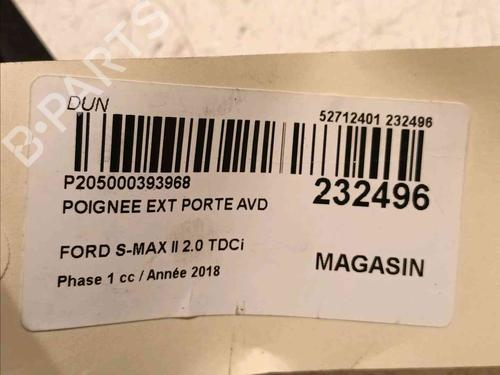 DUN
52712401 232496
P205000393968
232496
POIGNEE EXT PORTE AVD
FORD S-MAX II 2.0 TDCi
MAGASIN
Phase 1 cc / Année 2018
B-PARTS